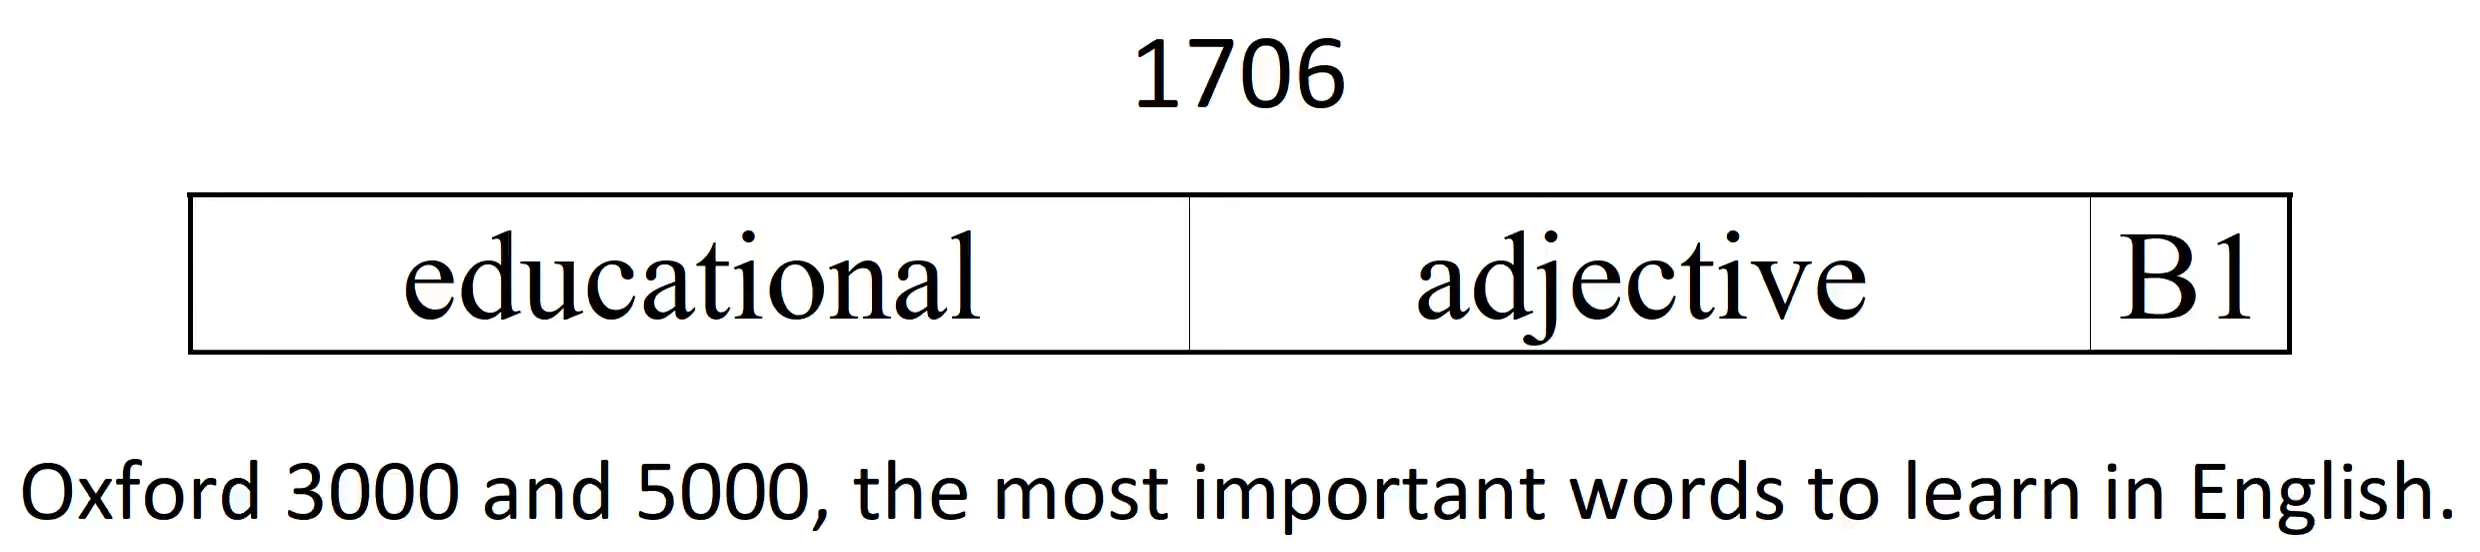 1706
educational adjective B1
Oxford 3000 and 5000, the most important words to learn in English.